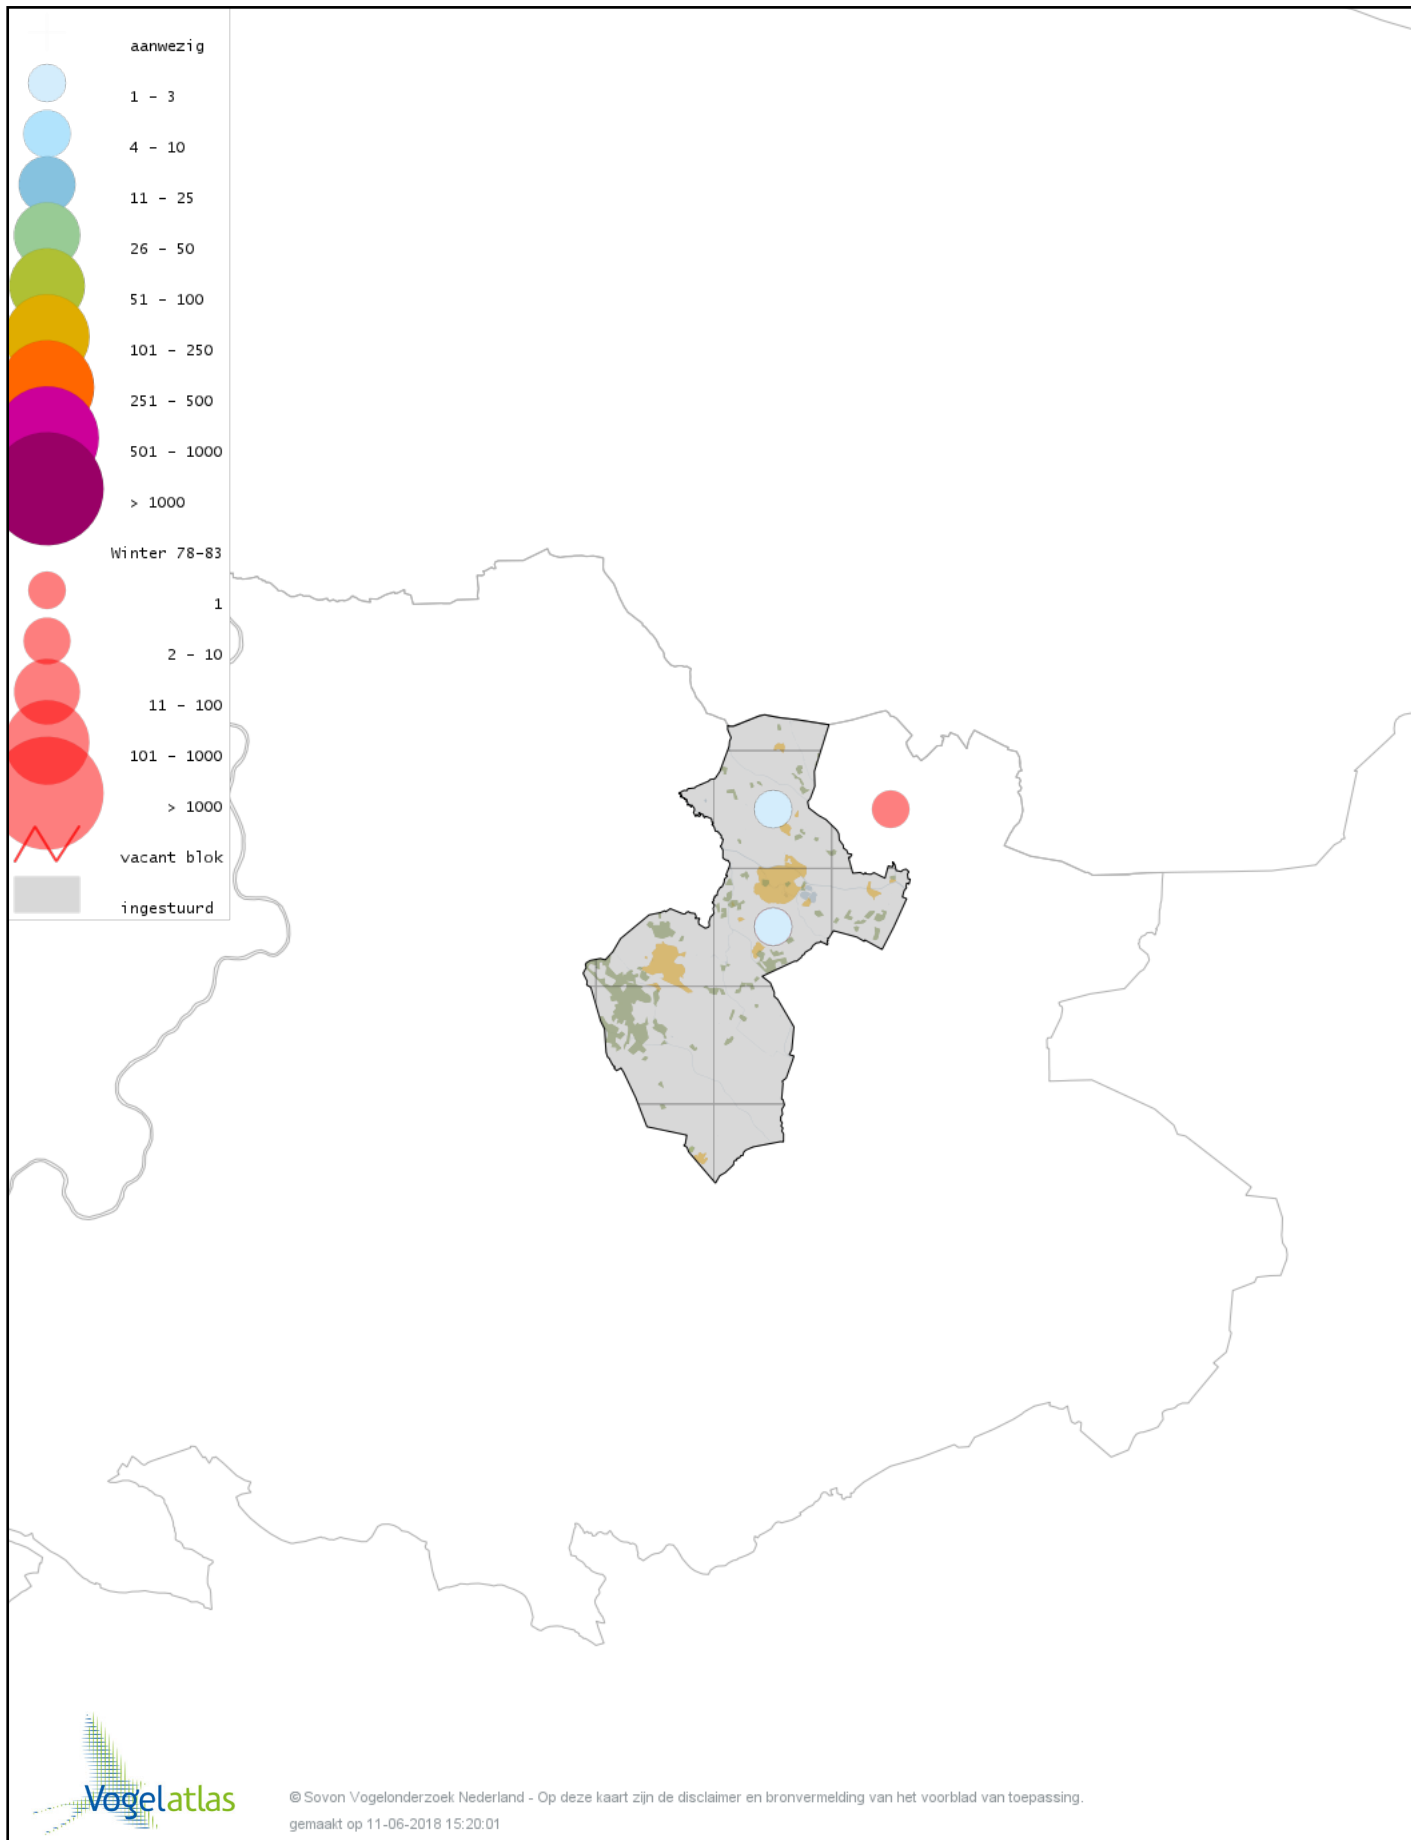 aanwezig
1 - 3
4 - 10
11 - 25
26 - 50
51 - 100
101 - 250
251 - 500
501 - 1000
> 1000
Winter 78-83
1
2 - 10
11 - 100
101 - 1000
> 1000
vacant blok
ingestuurd
Vogelatlas
© Sovon Vogelonderzoek Nederland - Op deze kaart zijn de disclaimer en bronvermelding van het voorblad van toepassing.
gemaakt op 11-06-2018 15:20:01